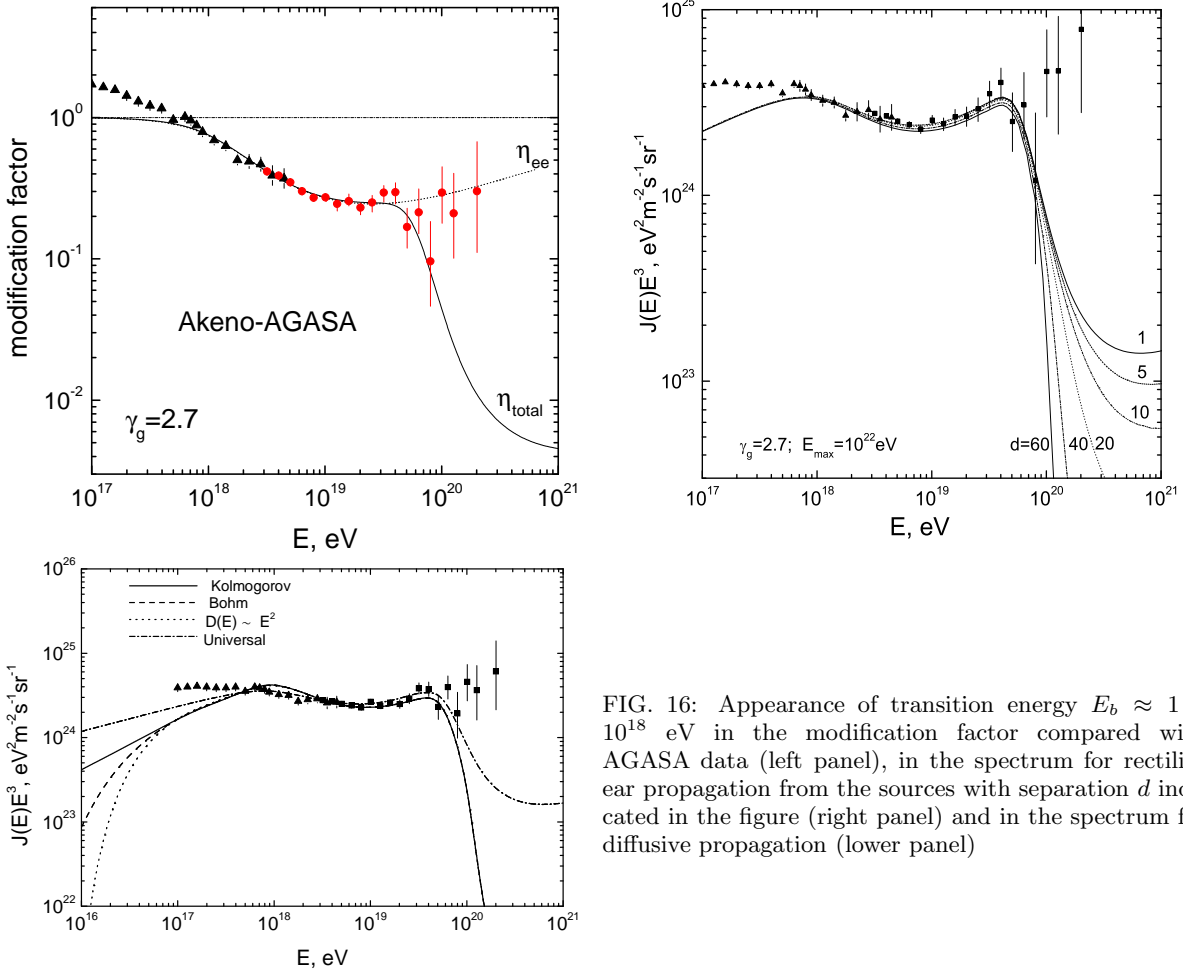 10^0
10^-1
10^-2
modification factor
η_ee
Akeno-AGASA
η_total
γ_g=2.7
10^17 10^18 10^19 10^20 10^21
E, eV
10^25
10^24
10^23
J(E)E^3, eV^2m^-2s^-1sr^-1
1
5
10
d=60 40 20
γ_g=2.7; E_max=10^22eV
10^17 10^18 10^19 10^20 10^21
E, eV
10^26
10^25
10^24
10^23
10^22
J(E)E^3, eV^2m^-2s^-1sr^-1
Kolmogorov
Bohm
D(E) ~ E^2
Universal
10^16 10^17 10^18 10^19 10^20 10^21
E, eV
FIG. 16: Appearance of transition energy E_b ≈ 1
10^18 eV in the modification factor compared wi
AGASA data (left panel), in the spectrum for rectili
ear propagation from the sources with separation d ind
cated in the figure (right panel) and in the spectrum f
diffusive propagation (lower panel)